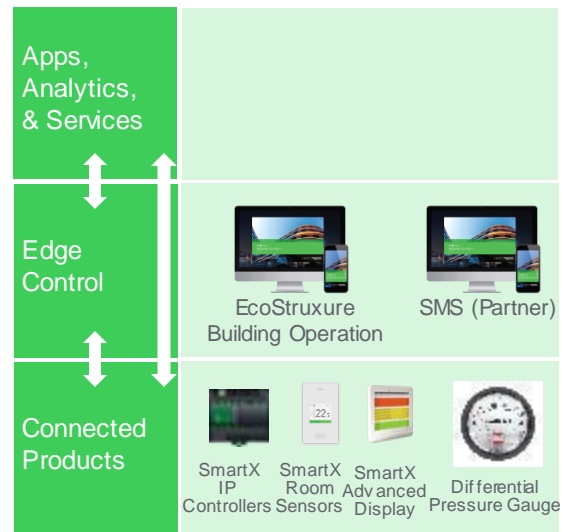 Apps,
Analytics,
& Services
Edge
Control
EcoStruxure
Building Operation
SMS (Partner)
Connected
Products
22
SmartX
IP
Controllers
SmartX
Room
Sensors
SmartX
Advanced
Display
Differential
Pressure Gauge